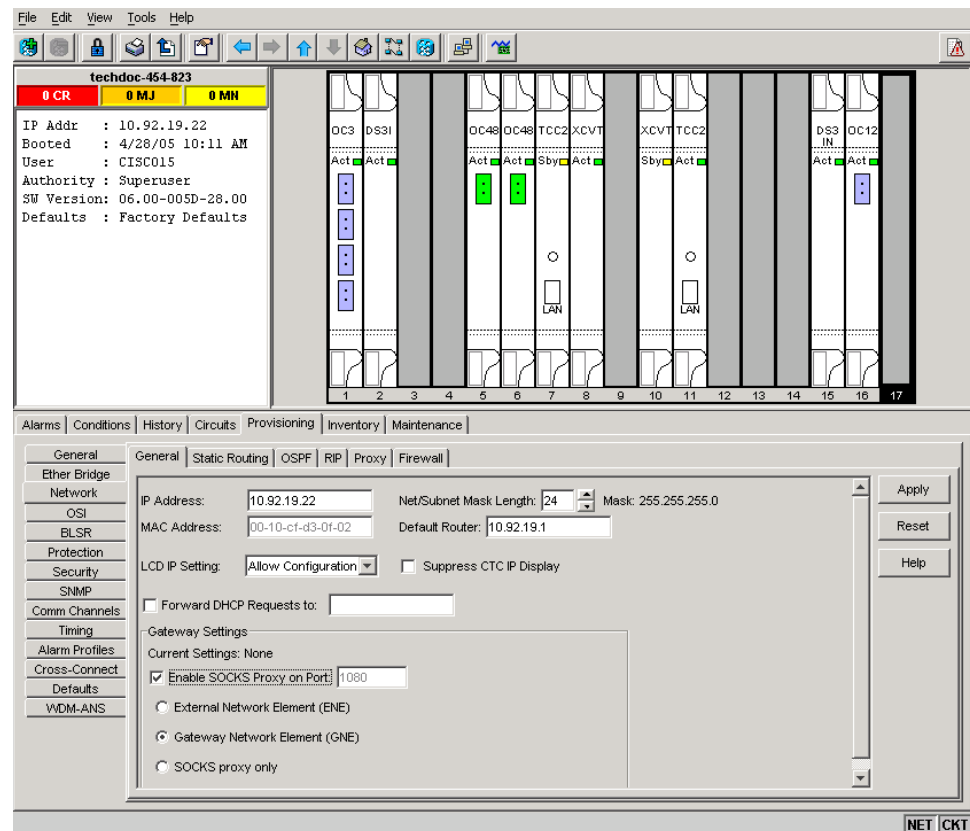 File Edit View Tools Help
techdoc-454-823
0 CR 0 MJ 0 MN
IP Addr : 10.92.19.22
Booted : 4/28/05 10:11 AM
User : CISCO15
Authority : Superuser
SW Version: 06.00-005D-28.00
Defaults : Factory Defaults
OC3 DS3I OC48 OC48 TCC2 XCVT XCVT TCC2 DS3 IN OC12
Act Act Act Act Sby Act Sby Act Act Act
LAN LAN
1 2 3 4 5 6 7 8 9 10 11 12 13 14 15 16 17
Alarms Conditions History Circuits Provisioning Inventory Maintenance
General
Ether Bridge
Network
OSI
BLSR
Protection
Security
SNMP
Comm Channels
Timing
Alarm Profiles
Cross-Connect
Defaults
WDM-ANS
General Static Routing OSPF RIP Proxy Firewall
IP Address: 10.92.19.22 Net/Subnet Mask Length: 24 Mask: 255.255.255.0
MAC Address: 00-10-cf-d3-0f-02 Default Router: 10.92.19.1
LCD IP Setting: Allow Configuration Suppress CTC IP Display
Forward DHCP Requests to:
Gateway Settings
Current Settings: None
Enable SOCKS Proxy on Port: 1080
External Network Element (ENE)
Gateway Network Element (GNE)
SOCKS proxy only
Apply
Reset
Help
NET CKT